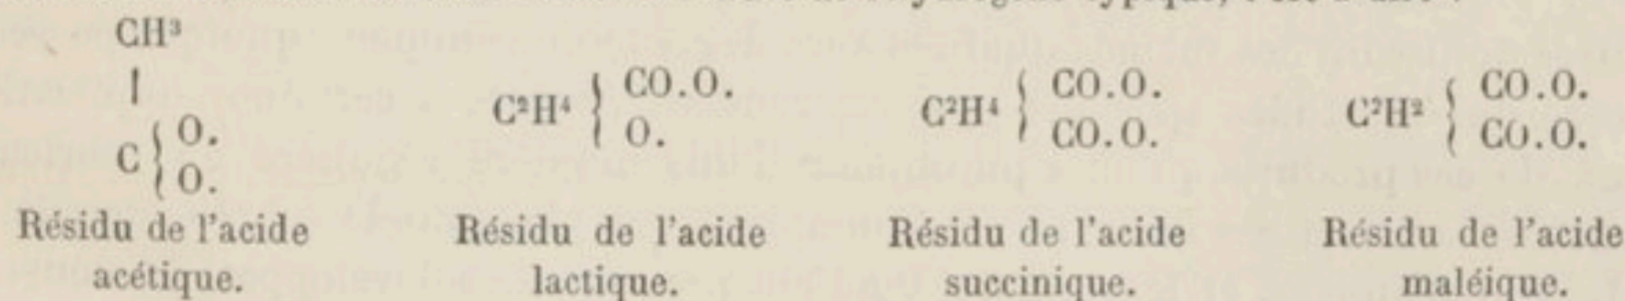 CH³
|
C { O.
O.
C²H⁴ { CO.O.
O.
C²H⁴ { CO.O.
CO.O.
C²H² { CO.O.
CO.O.
Résidu de l'acide
acétique.
Résidu de l'acide
lactique.
Résidu de l'acide
succinique.
Résidu de l'acide
maléique.